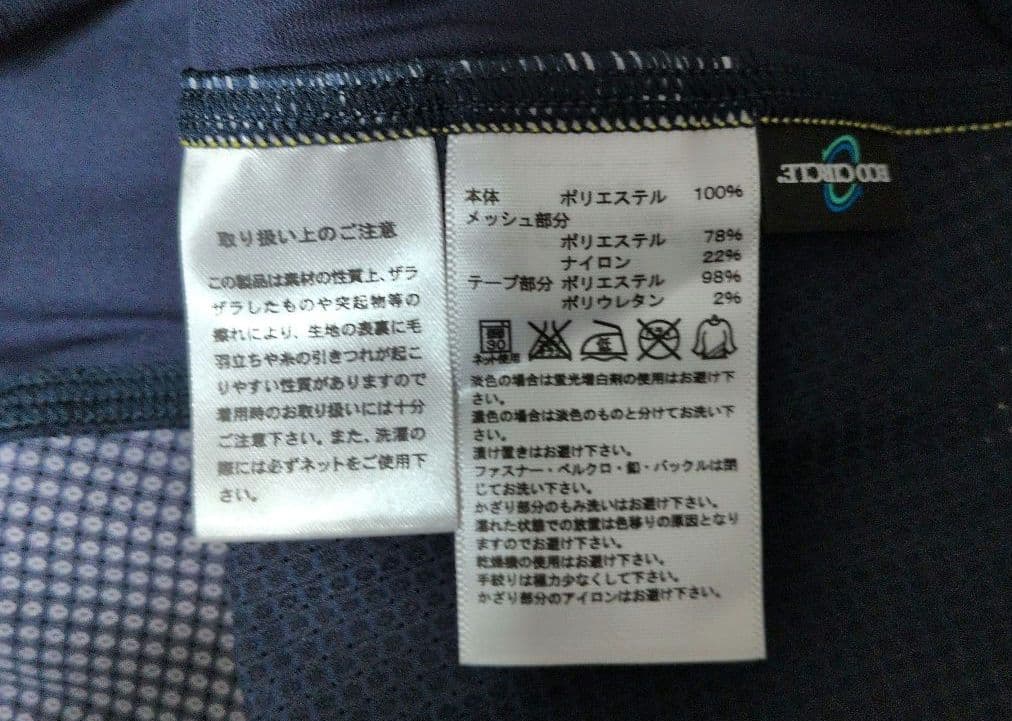 取り扱い上のご注意
この製品は素材の性質上、ザラ
ザラしたものや突起物等の
擦れにより、生地の表裏に毛
羽立ちや糸の引きつれが起こ
りやすい性質がありますので
着用時のお取り扱いには十分
ご注意下さい。また、洗濯の
際には必ずネットをご使用下
さい。
本体 ポリエステル 100%
メッシュ部分
ポリエステル 78%
ナイロン 22%
テープ部分 ポリエステル 98%
ポリウレタン 2%
30 低
ネット使用
淡色の場合は蛍光増白剤の使用はお避け下
さい。
濃色の場合は淡色のものと分けてお洗い下
さい。
漬け置きはお避け下さい。
ファスナー・ベルクロ・釦・バックルは閉
じてお洗い下さい。
かざり部分のもみ洗いはお避け下さい。
濡れた状態での放置は色移りの原因となり
ますのでお避け下さい。
乾燥機の使用はお避け下さい。
手絞りは極力少なくして下さい。
かざり部分のアイロンはお避け下さい。
ECO CIRCLE